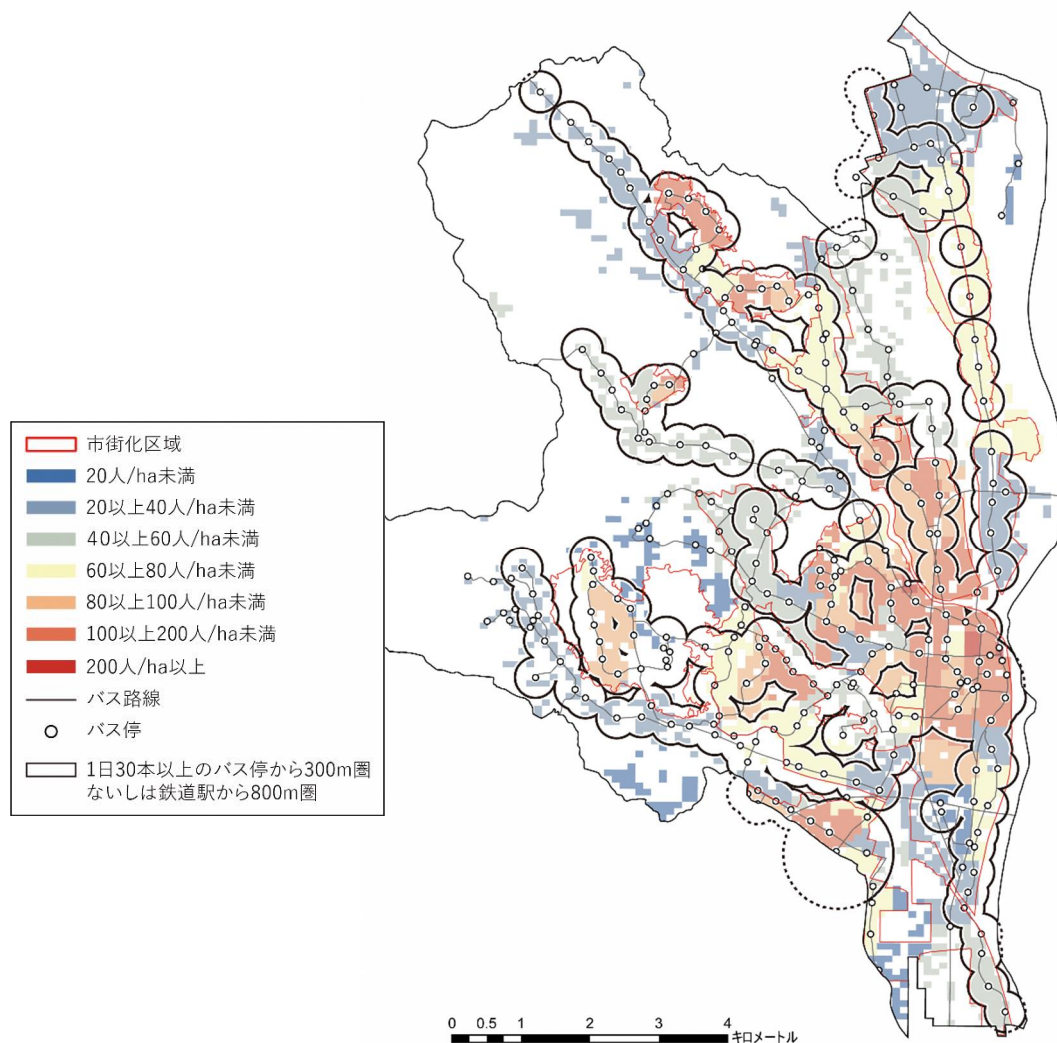 市街化区域
20人/ha未満
20以上40人/ha未満
40以上60人/ha未満
60以上80人/ha未満
80以上100人/ha未満
100以上200人/ha未満
200人/ha以上
バス路線
バス停
1日30本以上のバス停から300m圏
ないしは鉄道駅から800m圏
0 0.5 1 2 3 4
キロメートル